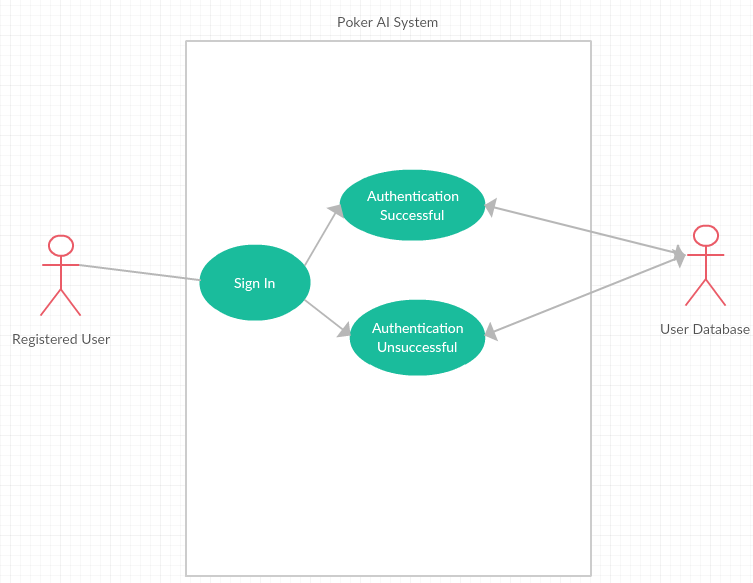 Poker AI System
Authentication
Successful
Sign In
Authentication
Unsuccessful
Registered User
User Database